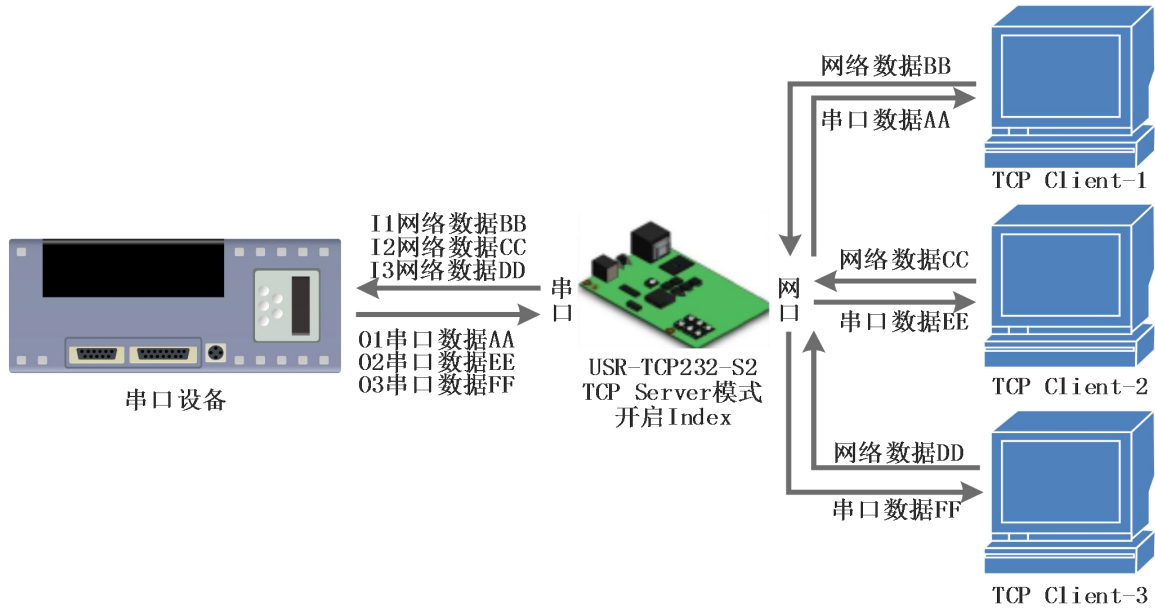 网络数据BB
串口数据AA
TCP Client-1
I1网络数据BB
I2网络数据CC
I3网络数据DD
串口
O1串口数据AA
O2串口数据EE
O3串口数据FF
串口设备
USR-TCP232-S2
TCP Server模式
开启Index
网口
网络数据CC
串口数据EE
TCP Client-2
网络数据DD
串口数据FF
TCP Client-3